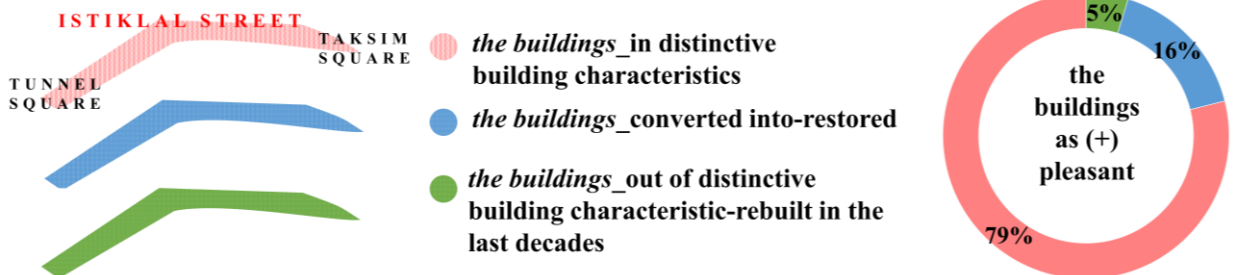 ISTIKLAL STREET
TAKSIM
SQUARE
TUNNEL
SQUARE
the buildings_in distinctive
building characteristics
the buildings_converted into-restored
the buildings_out of distinctive
building characteristic-rebuilt in the
last decades
5%
16%
the
buildings
as (+)
pleasant
79%